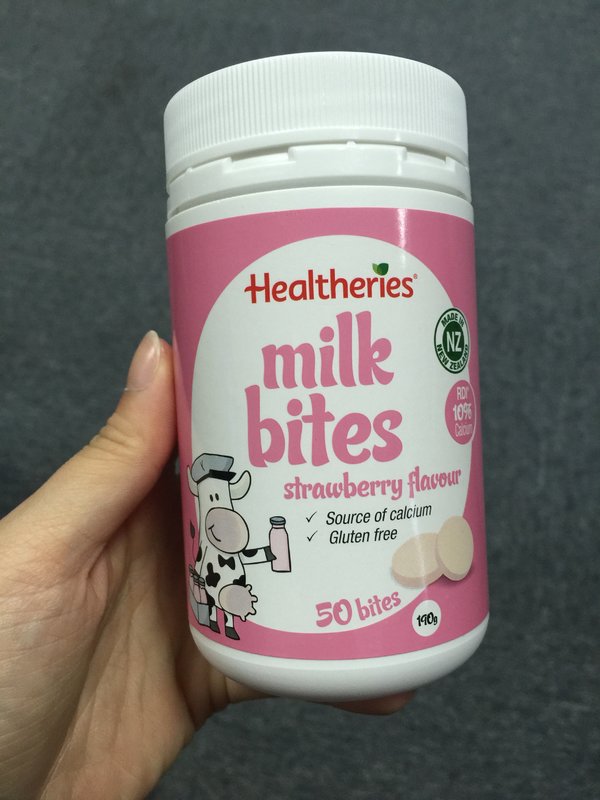 Healtheries®
milk
bites
strawberry flavour
✓ Source of calcium
✓ Gluten free
MADE IN
NZ
NEW ZEALAND
RDI*
10%
Calcium
50 bites
190g